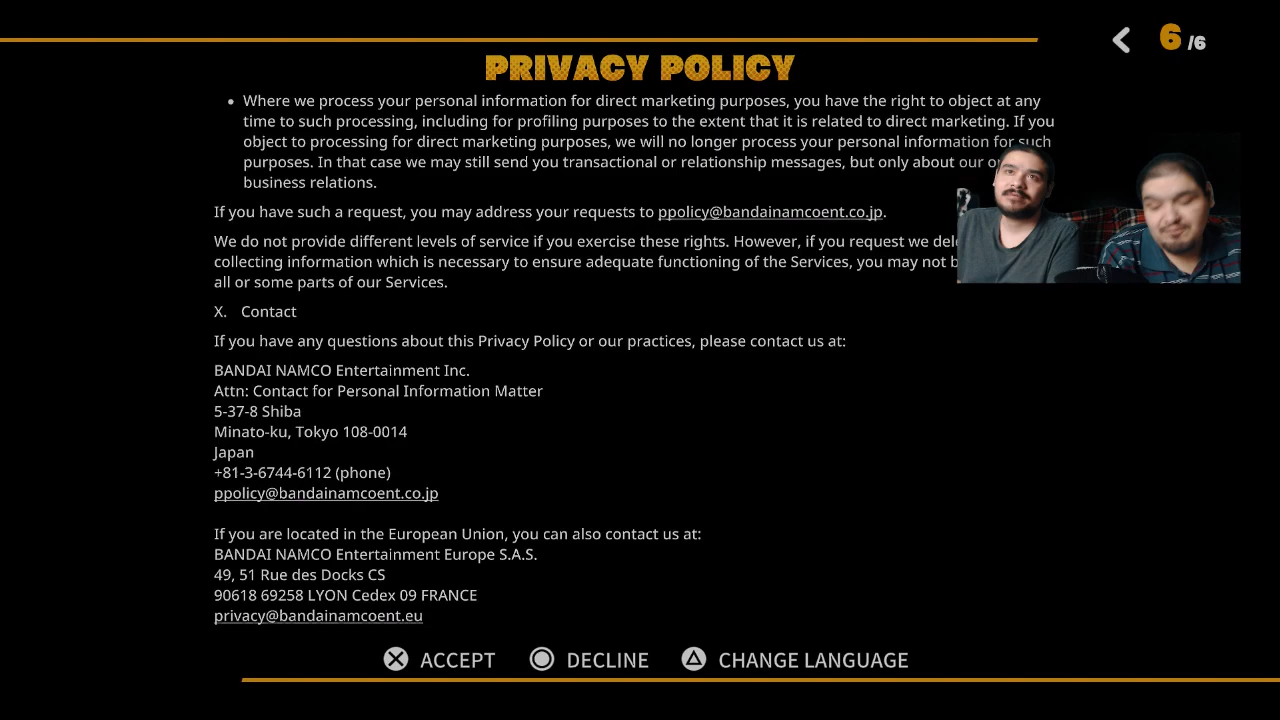 6 /6
PRIVACY POLICY
• Where we process your personal information for direct marketing purposes, you have the right to object at any
time to such processing, including for profiling purposes to the extent that it is related to direct marketing. If you
object to processing for direct marketing purposes, we will no longer process your personal information for such
purposes. In that case we may still send you transactional or relationship messages, but only about our
business relations.
If you have such a request, you may address your requests to ppolicy@bandainamcoent.co.jp.
We do not provide different levels of service if you exercise these rights. However, if you request we
collecting information which is necessary to ensure adequate functioning of the Services, you may not
all or some parts of our Services.
X. Contact
If you have any questions about this Privacy Policy or our practices, please contact us at:
BANDAI NAMCO Entertainment Inc.
Attn: Contact for Personal Information Matter
5-37-8 Shiba
Minato-ku, Tokyo 108-0014
Japan
+81-3-6744-6112 (phone)
ppolicy@bandainamcoent.co.jp
If you are located in the European Union, you can also contact us at:
BANDAI NAMCO Entertainment Europe S.A.S.
49, 51 Rue des Docks CS
90618 69258 LYON Cedex 09 FRANCE
privacy@bandainamcoent.eu
ACCEPT DECLINE CHANGE LANGUAGE